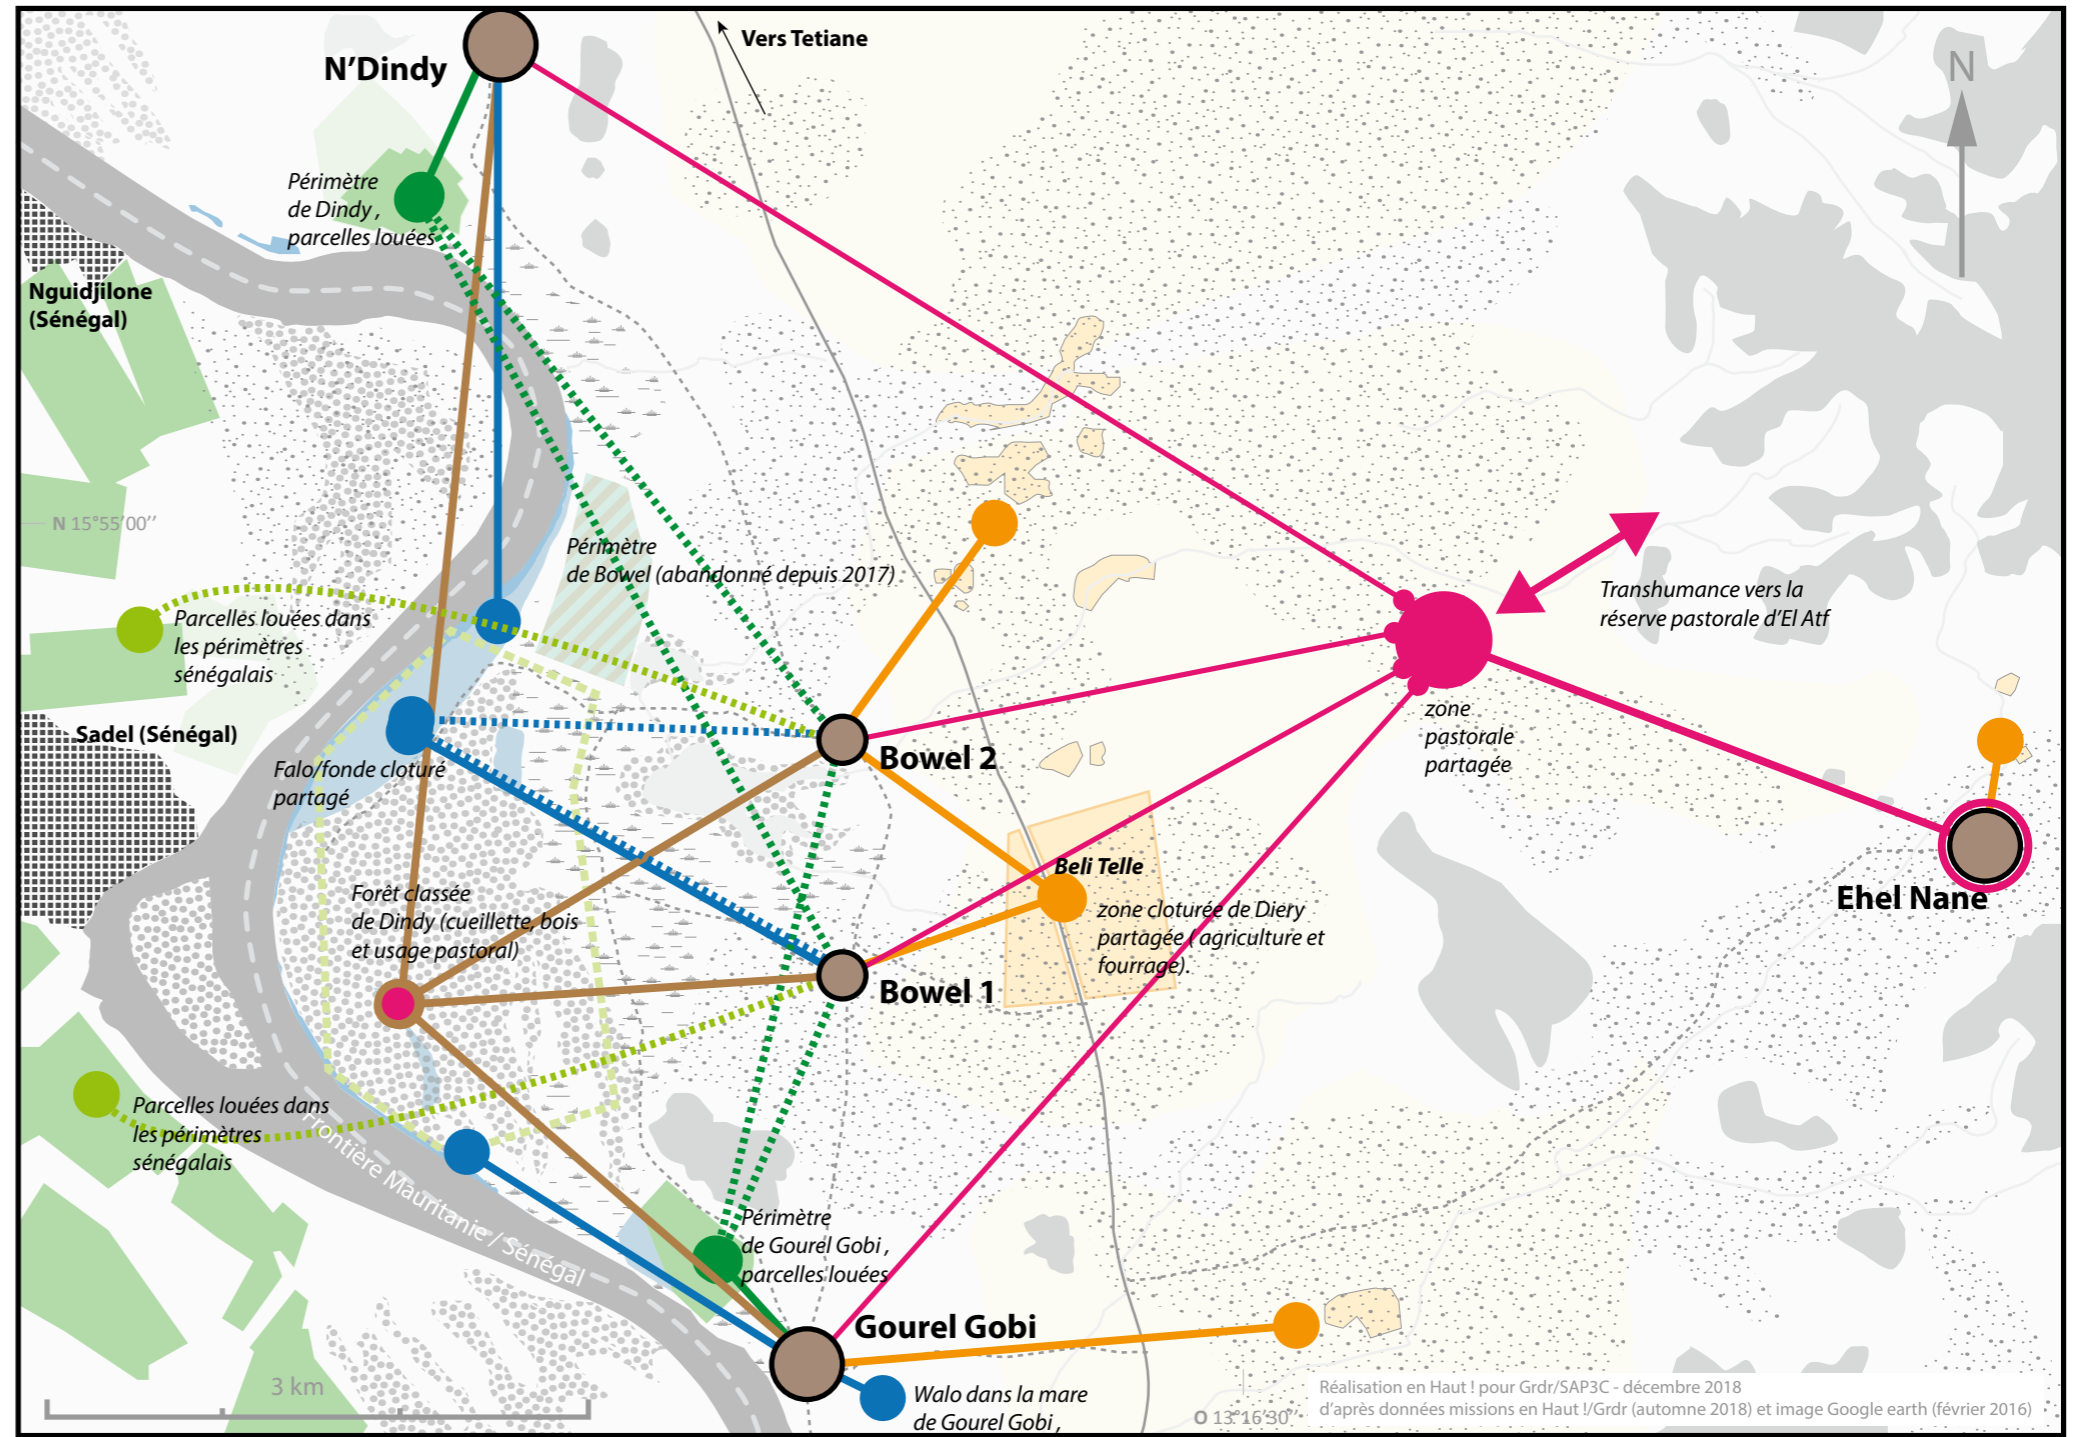 Vers Tetiane
N'Dindy
N
Périmètre
de Dindy ,
parcelles louées
Nguidjilone
(Sénégal)
N 15°55'00''
Périmètre
de Bowel (abandonné depuis 2017)
Transhumance vers la
réserve pastorale d'El Atf
Parcelles louées dans
les périmètres
sénégalais
zone
pastorale
partagée
Sadel (Sénégal)
Bowel 2
Falo/fonde cloturé
partagé
Beli Telle
zone cloturée de Diery
partagée ( agriculture et
fourrage).
Ehel Nane
Forêt classée
de Dindy (cueillette, bois
et usage pastoral)
Bowel 1
Parcelles louées dans
les périmètres
sénégalais
Frontière Mauritanie / Sénégal
Périmètre
de Gourel Gobi ,
parcelles louées
Gourel Gobi
3 km
Walo dans la mare
de Gourel Gobi ,
O 13°16'30''
Réalisation en Haut ! pour Grdr/SAP3C - décembre 2018
d'après données missions en Haut !/Grdr (automne 2018) et image Google earth (février 2016)